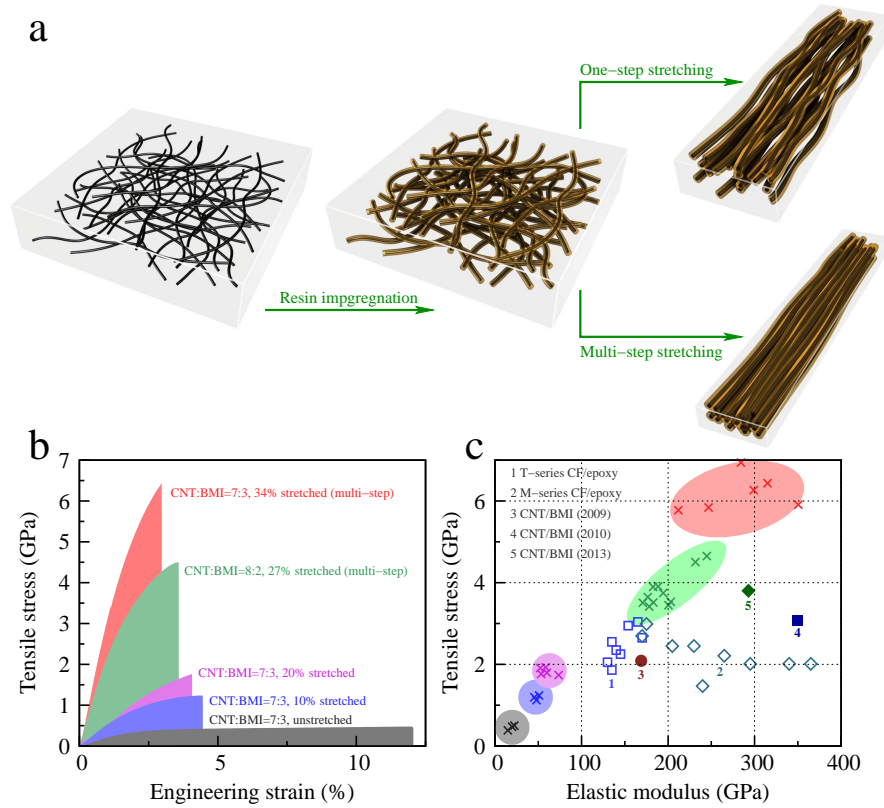 a
One-step stretching
Resin impgregnation
Multi-step stretching
b
7
6
5
4
3
2
1
0
Tensile stress (GPa)
CNT:BMI=7:3, 34% stretched (multi-step)
CNT:BMI=8:2, 27% stretched (multi-step)
CNT:BMI=7:3, 20% stretched
CNT:BMI=7:3, 10% stretched
CNT:BMI=7:3, unstretched
0 5 10
Engineering strain (%)
c
6
4
2
0
Tensile stress (GPa)
1 T-series CF/epoxy
2 M-series CF/epoxy
3 CNT/BMI (2009)
4 CNT/BMI (2010)
5 CNT/BMI (2013)
5
4
3
2
1
0 100 200 300 400
Elastic modulus (GPa)